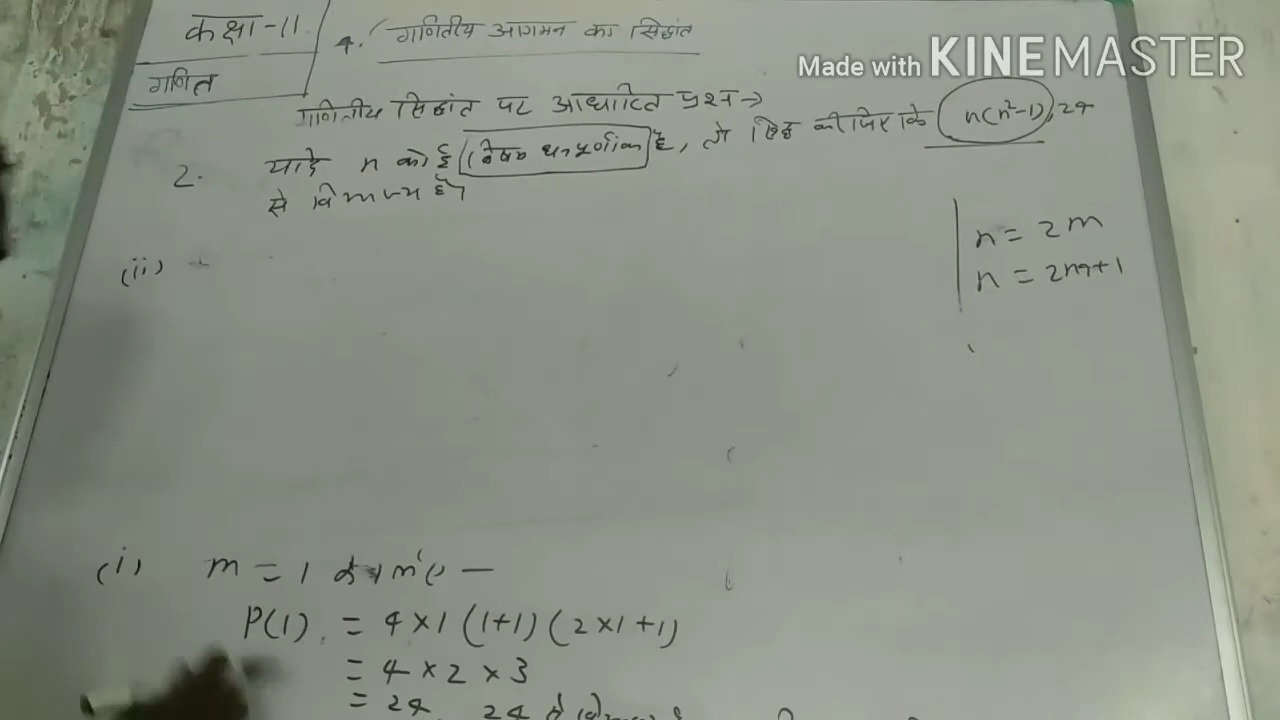 कक्षा-11
गणित
4. गणितीय आगमन का सिद्धांत
Made with KINEMASTER
गणितीय सिद्धांत पर आधारित प्रश्न→
2. यदि n कोई विषम धनपूर्णांक है, तो सिद्ध कीजिए कि n(n²-1), 24
से विभाज्य है।
n = 2m
n = 2m+1
(ii)
(i) m = 1
P(1) = 4×1 (1+1) (2×1+1)
= 4 × 2 × 3
= 24 24